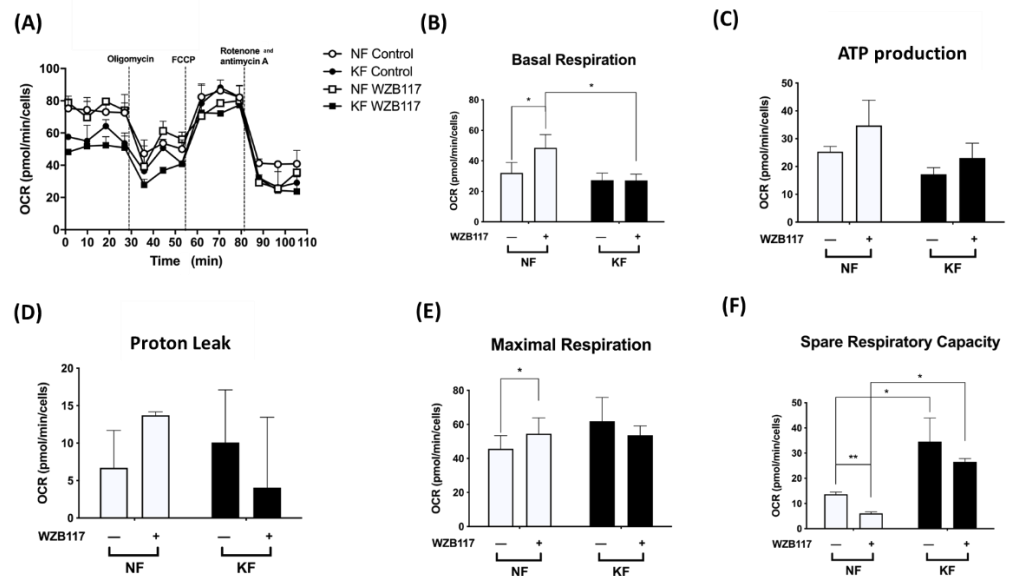 (A)
Oligomycin
FCCP
Rotenone and
antimycin A
NF Control
KF Control
NF WZB117
KF WZB117
OCR (pmol/min/cells)
100
80
60
40
20
0
0 10 20 30 40 50 60 70 80 90 100 110
Time (min)
(B)
Basal Respiration
OCR (pmol/min/cells)
80
60
40
20
0
*
*
WZB117 — + — +
NF KF
(C)
ATP production
OCR (pmol/min/cells)
50
40
30
20
10
0
WZB117 — + — +
NF KF
(D)
Proton Leak
OCR (pmol/min/cells)
20
15
10
5
0
WZB117 — + — +
NF KF
(E)
Maximal Respiration
OCR (pmol/min/cells)
80
60
40
20
0
*
WZB117 — + — +
NF KF
(F)
Spare Respiratory Capacity
OCR (pmol/min/cells)
50
40
30
20
10
0
*
*
**
WZB117 — + — +
NF KF